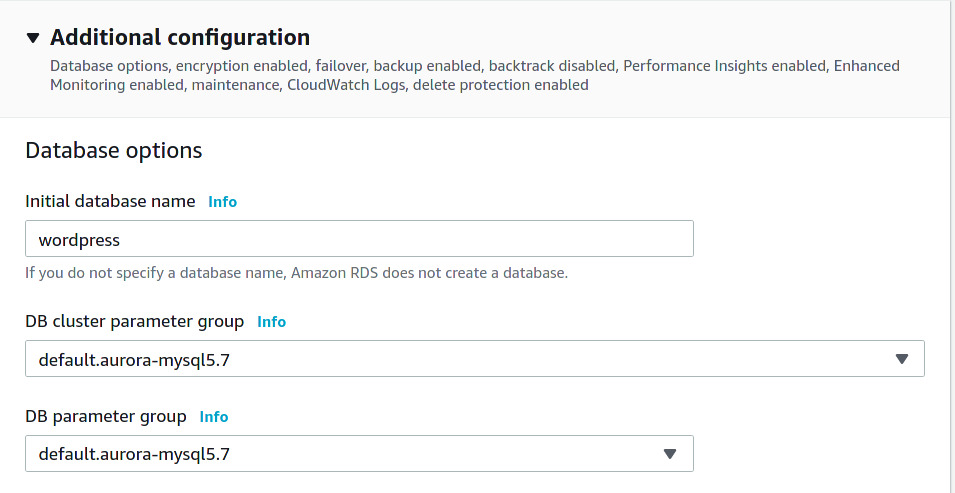 Additional configuration
Database options, encryption enabled, failover, backup enabled, backtrack disabled, Performance Insights enabled, Enhanced
Monitoring enabled, maintenance, CloudWatch Logs, delete protection enabled
Database options
Initial database name Info
wordpress
If you do not specify a database name, Amazon RDS does not create a database.
DB cluster parameter group Info
default.aurora-mysql5.7
DB parameter group Info
default.aurora-mysql5.7